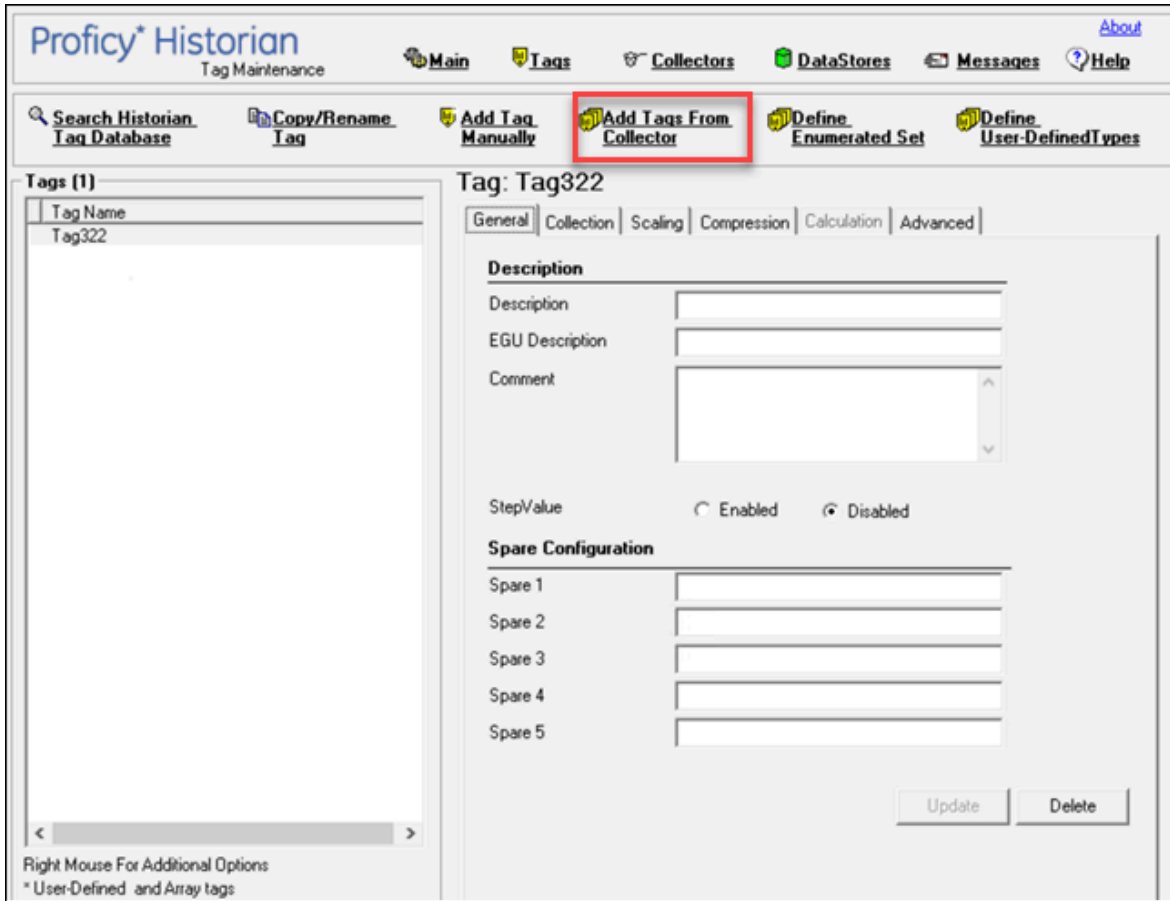 Proficy* Historian
Tag Maintenance
About
Main
Tags
Collectors
DataStores
Messages
Help
Search Historian
Tag Database
Copy/Rename
Tag
Add Tag
Manually
Add Tags From
Collector
Define
Enumerated Set
Define
User-DefinedTypes
Tags (1)
Tag Name
Tag322
Tag: Tag322
General
Collection
Scaling
Compression
Calculation
Advanced
Description
Description
EGU Description
Comment
StepValue
Enabled
Disabled
Spare Configuration
Spare 1
Spare 2
Spare 3
Spare 4
Spare 5
Update
Delete
Right Mouse For Additional Options
* User-Defined and Array tags